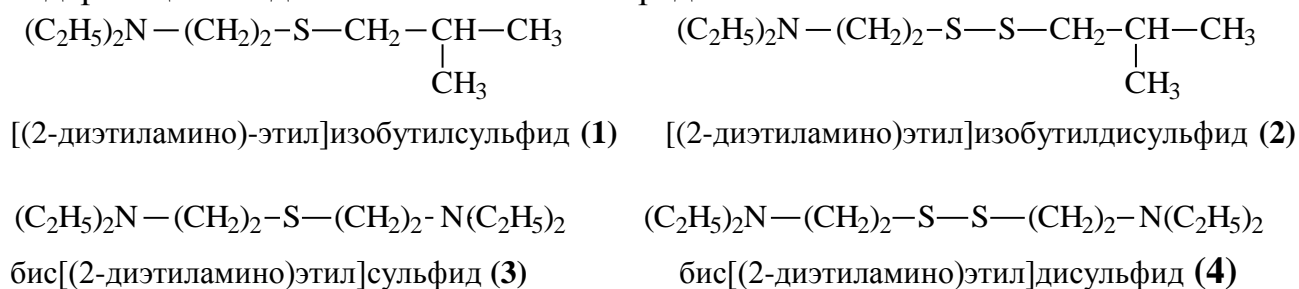 (C2H5)2N—(CH2)2-S—CH2-CH—CH3
CH3
(C2H5)2N—(CH2)2-S—S—CH2-CH—CH3
CH3
[(2-диэтиламино)-этил]изобутилсульфид (1)
[(2-диэтиламино)этил]изобутилдисульфид (2)
(C2H5)2N—(CH2)2-S—(CH2)2-N(C2H5)2
(C2H5)2N—(CH2)2—S—S—(CH2)2—N(C2H5)2
бис[(2-диэтиламино)этил]сульфид (3)
бис[(2-диэтиламино)этил]дисульфид (4)